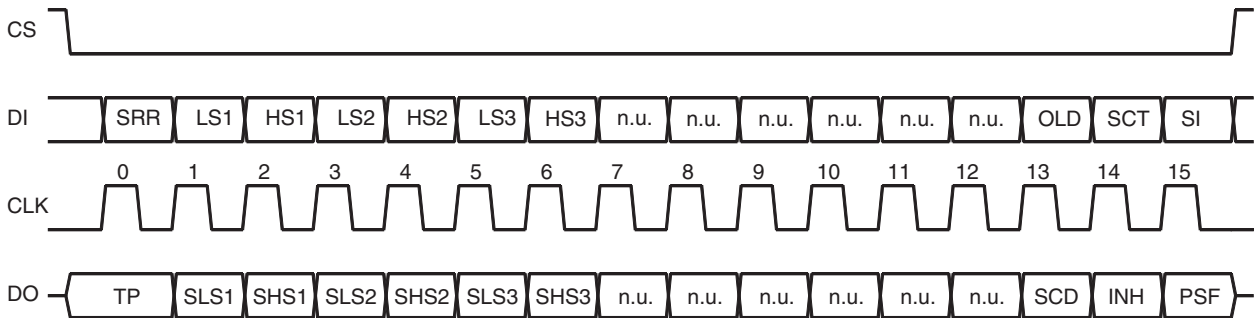 CS
DI SRR LS1 HS1 LS2 HS2 LS3 HS3 n.u. n.u. n.u. n.u. n.u. n.u. OLD SCT SI
0 1 2 3 4 5 6 7 8 9 10 11 12 13 14 15
CLK
DO TP SLS1 SHS1 SLS2 SHS2 SLS3 SHS3 n.u. n.u. n.u. n.u. n.u. n.u. SCD INH PSF